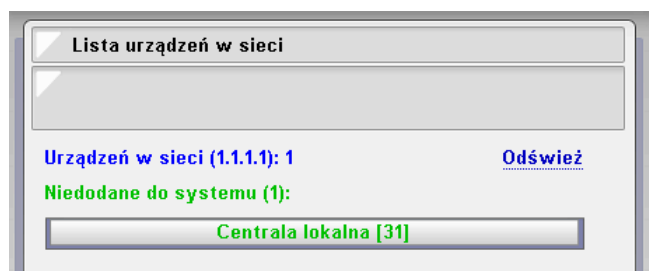 Lista urządzeń w sieci
Urządzeń w sieci (1.1.1.1): 1 Odśwież
Niedodane do systemu (1):
Centrala lokalna [31]